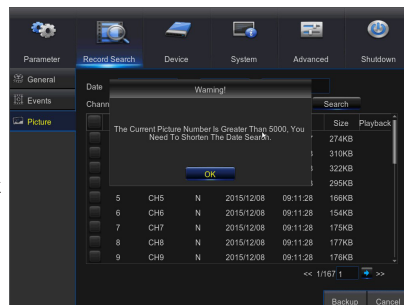 Parameter Record Search Device System Advanced Shutdown
General
Events
Picture
Date
Warning!
Chann
Search
Size Playback
The Current Picture Number Is Greater Than 5000, You
Need To Shorten The Date Search.
OK
274KB
310KB
322KB
295KB
5 CH5 N 2015/12/08 09:11:28 166KB
6 CH6 N 2015/12/08 09:11:28 154KB
7 CH7 N 2015/12/08 09:11:28 175KB
8 CH8 N 2015/12/08 09:11:28 177KB
9 CH9 N 2015/12/08 09:11:28 176KB
<< 1/167 1 >>
Backup Cancel